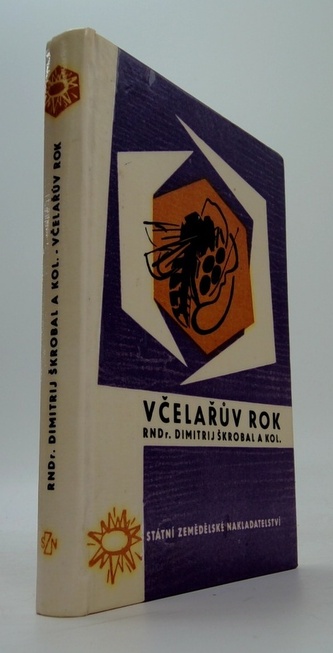 RNDr. DIMITRIJ ŠKROBAL A KOL. - VČELAŘŮV ROK
VČELAŘŮV ROK
RNDr. DIMITRIJ ŠKROBAL A KOL.
STÁTNÍ ZEMĚDĚLSKÉ NAKLADATELSTVÍ